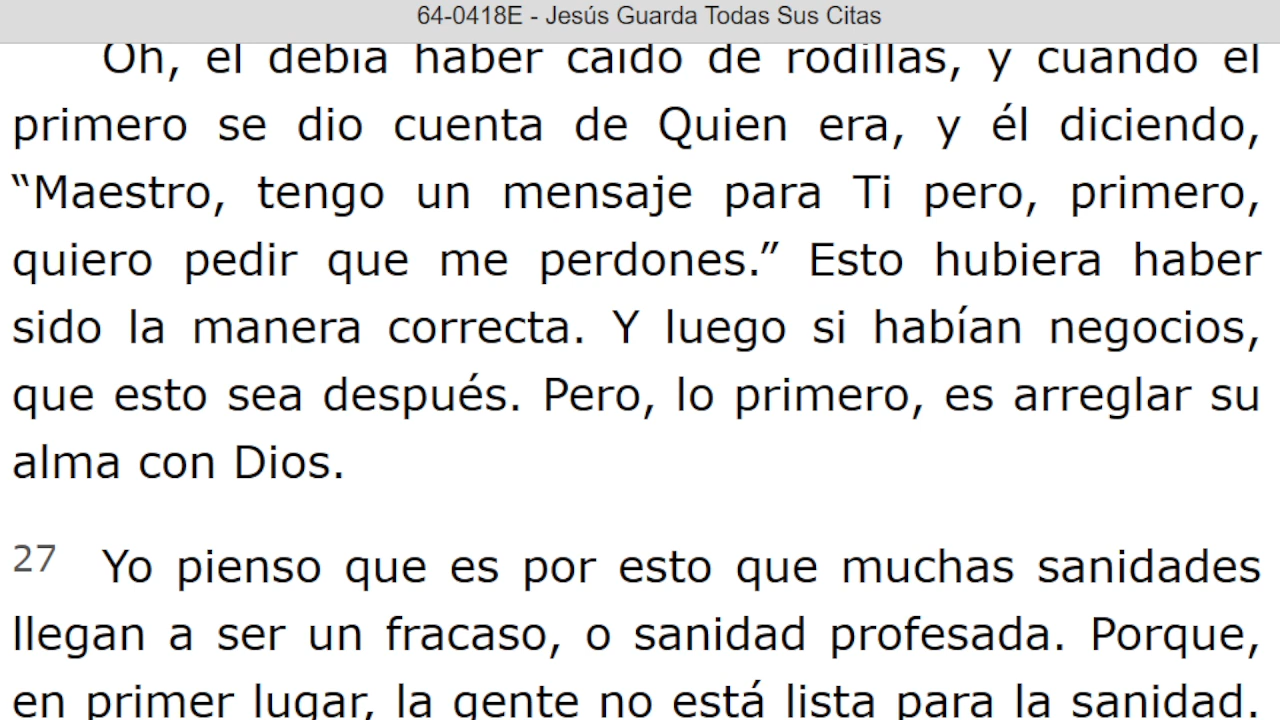 64-0418E - Jesús Guarda Todas Sus Citas
Oh, él debía haber caído de rodillas, y cuando él
primero se dio cuenta de Quien era, y él diciendo,
“Maestro, tengo un mensaje para Ti pero, primero,
quiero pedir que me perdones.” Esto hubiera haber
sido la manera correcta. Y luego si habían negocios,
que esto sea después. Pero, lo primero, es arreglar su
alma con Dios.
27 Yo pienso que es por esto que muchas sanidades
llegan a ser un fracaso, o sanidad profesada. Porque,
en primer lugar, la gente no está lista para la sanidad.